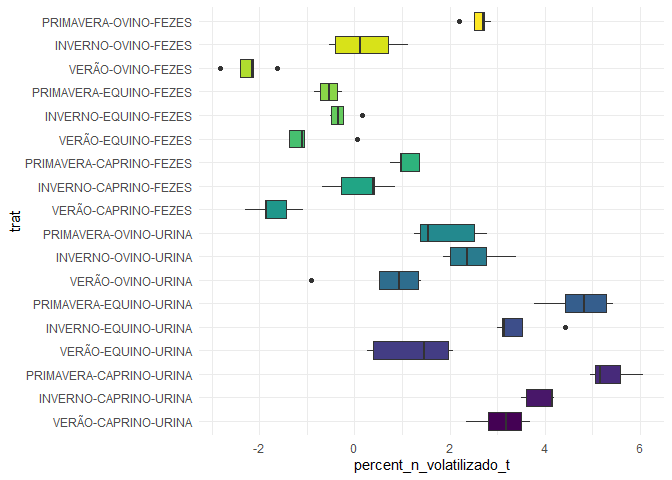 PRIMAVERA-OVINO-FEZES
INVERNO-OVINO-FEZES
VERÃO-OVINO-FEZES
PRIMAVERA-EQUINO-FEZES
INVERNO-EQUINO-FEZES
VERÃO-EQUINO-FEZES
PRIMAVERA-CAPRINO-FEZES
INVERNO-CAPRINO-FEZES
VERÃO-CAPRINO-FEZES
PRIMAVERA-OVINO-URINA
INVERNO-OVINO-URINA
VERÃO-OVINO-URINA
PRIMAVERA-EQUINO-URINA
INVERNO-EQUINO-URINA
VERÃO-EQUINO-URINA
PRIMAVERA-CAPRINO-URINA
INVERNO-CAPRINO-URINA
VERÃO-CAPRINO-URINA
trat
-2 0 2 4 6
percent_n_volatilizado_t